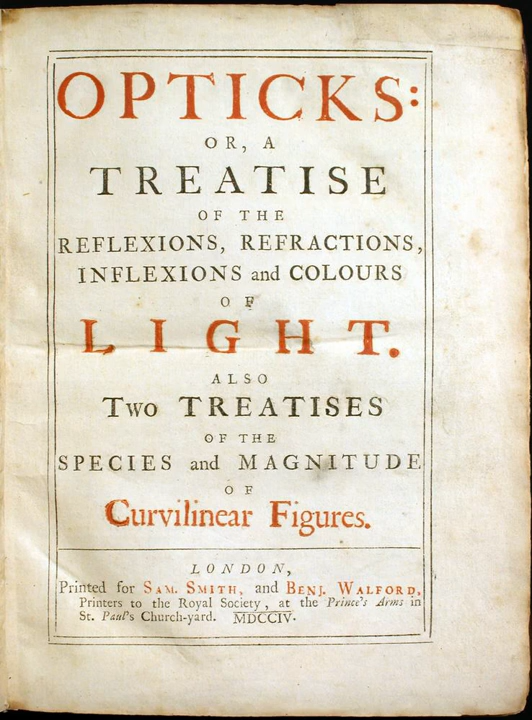 OPTICKS:
OR, A
TREATISE
OF THE
REFLEXIONS, REFRACTIONS,
INFLEXIONS and COLOURS
OF
LIGHT.
ALSO
Two TREATISES
OF THE
SPECIES and MAGNITUDE
OF
Curvilinear Figures.
LONDON,
Printed for SAM. SMITH, and BENJ. WALFORD,
Printers to the Royal Society, at the Prince's Arms in
St. Paul's Church-yard. MDCCIV.